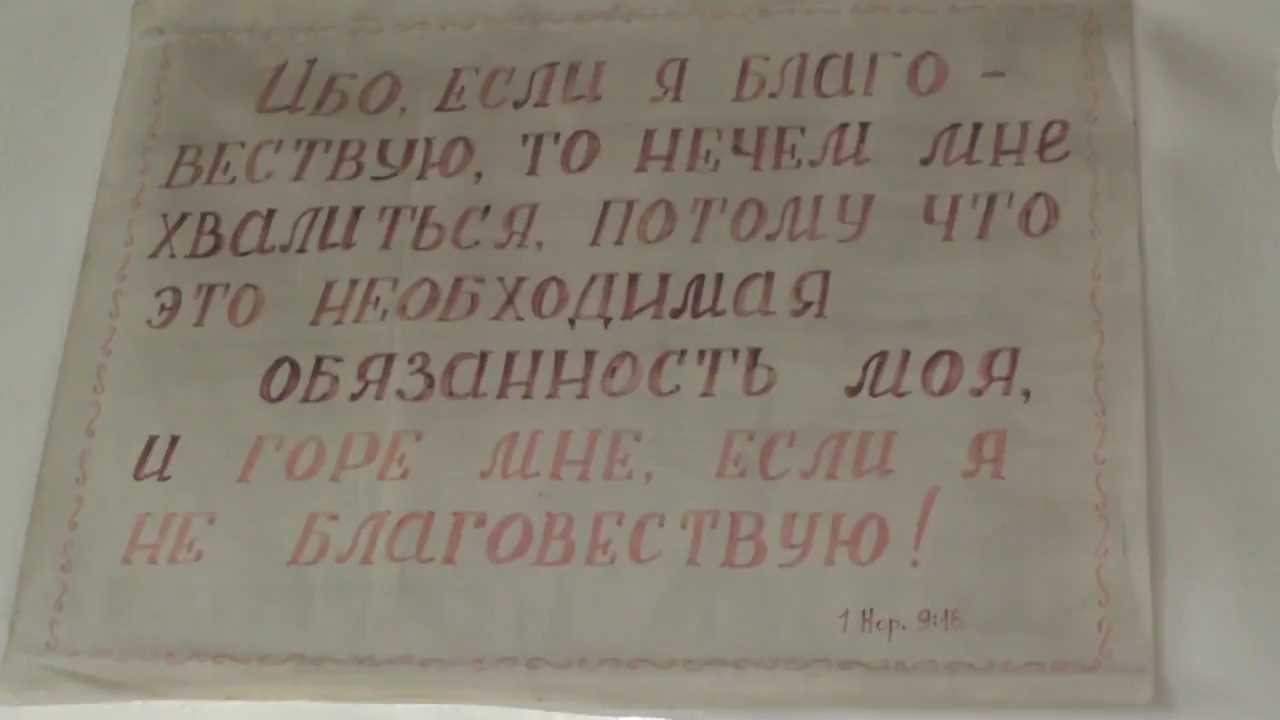 Ибо, если я благо -
вествую, то нечем мне
хвалиться, потому что
это необходимая
обязанность моя,
и горе мне, если я
не благовествую!
1 Кор. 9:16